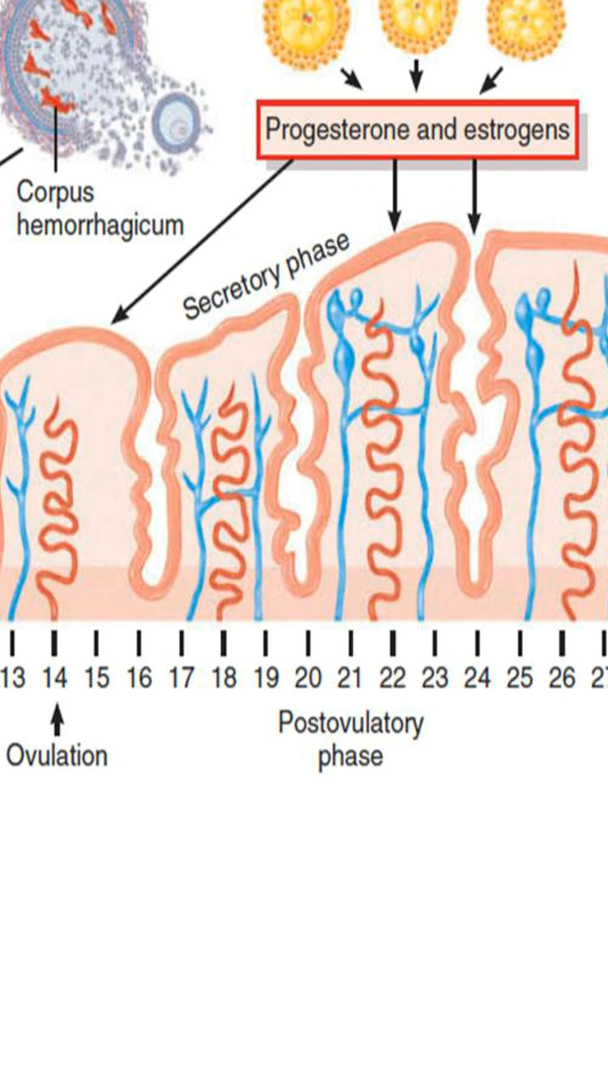 Progesterone and estrogens
Corpus
hemorrhagicum
Secretory phase
13 14 15 16 17 18 19 20 21 22 23 24 25 26
Ovulation
Postovulatory
phase